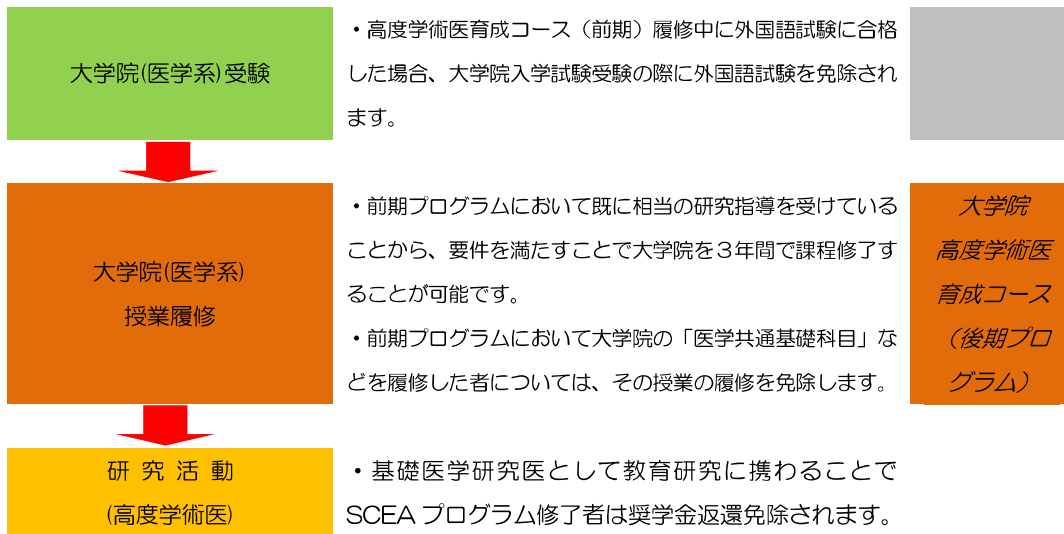 大学院(医学系)受験
・高度学術医育成コース（前期）履修中に外国語試験に合格
した場合、大学院入学試験受験の際に外国語試験を免除され
ます。
大学院(医学系)
授業履修
・前期プログラムにおいて既に相当の研究指導を受けている
ことから、要件を満たすことで大学院を３年間で課程修了す
ることが可能です。
・前期プログラムにおいて大学院の「医学共通基礎科目」な
どを履修した者については、その授業の履修を免除します。
大学院
高度学術医
育成コース
（後期プロ
グラム）
研 究 活 動
(高度学術医)
・基礎医学研究医として教育研究に携わることで
SCEA プログラム修了者は奨学金返還免除されます。